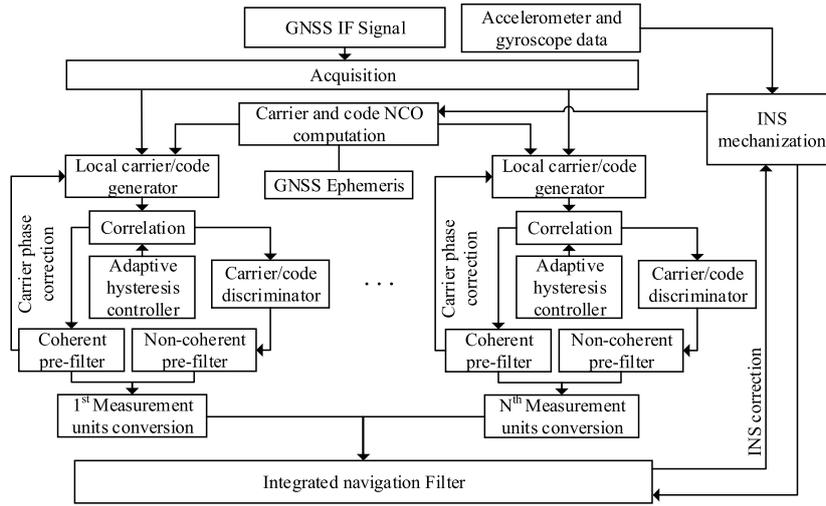 GNSS IF Signal
Accelerometer and
gyroscope data
Acquisition
Carrier and code NCO
computation
INS
mechanization
GNSS Ephemeris
Local carrier/code
generator
Correlation
Adaptive
hysteresis
controller
Carrier/code
discriminator
Carrier phase
correction
Coherent
pre-filter
Non-coherent
pre-filter
1st Measurement
units conversion
. . .
Local carrier/code
generator
Correlation
Adaptive
hysteresis
controller
Carrier/code
discriminator
Carrier phase
correction
Coherent
pre-filter
Non-coherent
pre-filter
Nth Measurement
units conversion
INS correction
Integrated navigation Filter